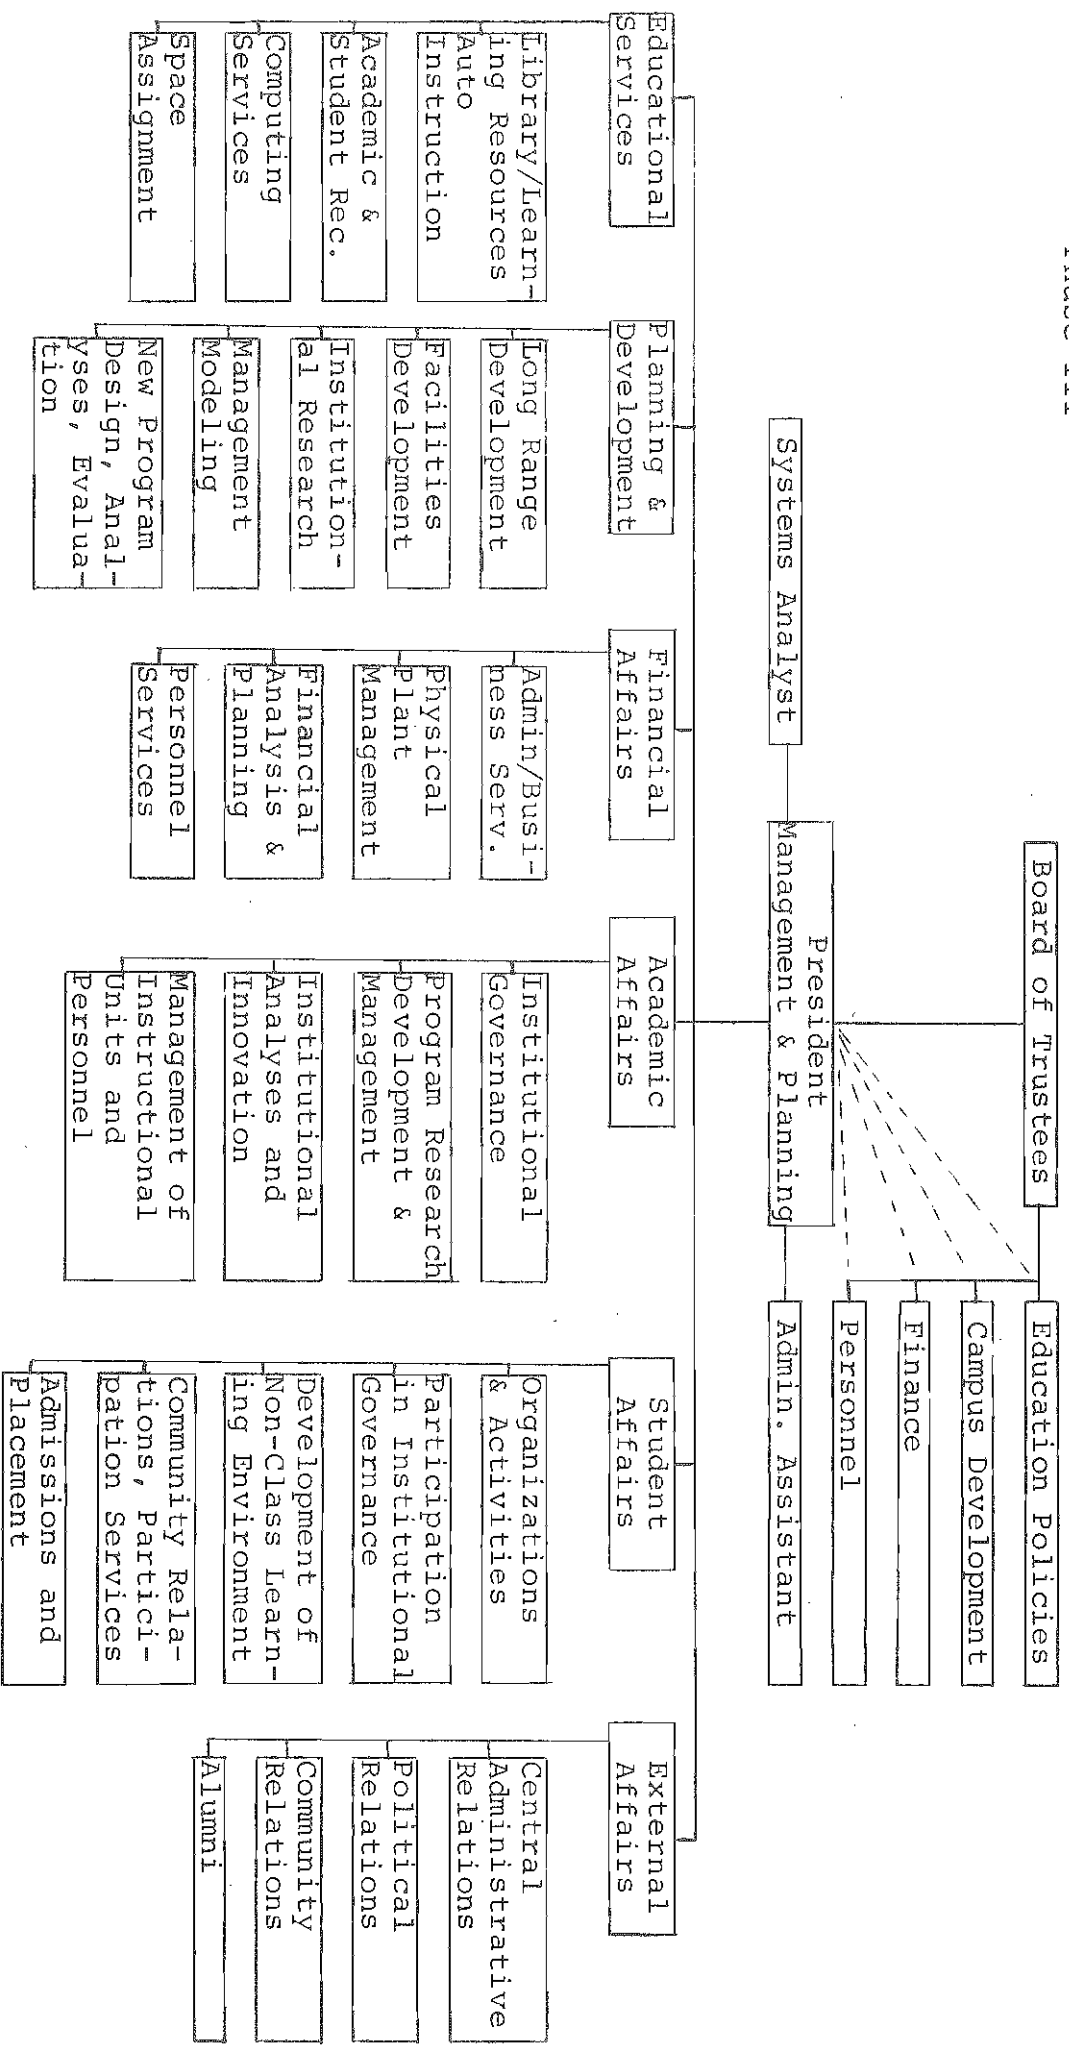 Phase III
Board of Trustees
Education Policies
Campus Development
Finance
Personnel
Systems Analyst
President
Management & Planning
Admin. Assistant
Educational
Services
Library/Learn-
ing Resources
Auto
Instruction
Academic &
Student Rec.
Computing
Services
Space
Assignment
Planning &
Development
Long Range
Development
Facilities
Development
Institution-
al Research
Management
Modeling
New Program
Design, Anal-
yses, Evalua-
tion
Financial
Affairs
Admin/Busi-
ness Serv.
Physical
Plant
Management
Financial
Analysis &
Planning
Personnel
Services
Academic
Affairs
Institutional
Governance
Program Research
Development &
Management
Institutional
Analyses and
Innovation
Management of
Instructional
Units and
Personnel
Student
Affairs
Organizations
& Activities
Participation
in Institutional
Governance
Development of
Non-Class Learn-
ing Environment
Community Rela-
tions, Partici-
pation Services
Admissions and
Placement
External
Affairs
Central
Administrative
Relations
Political
Relations
Community
Relations
Alumni